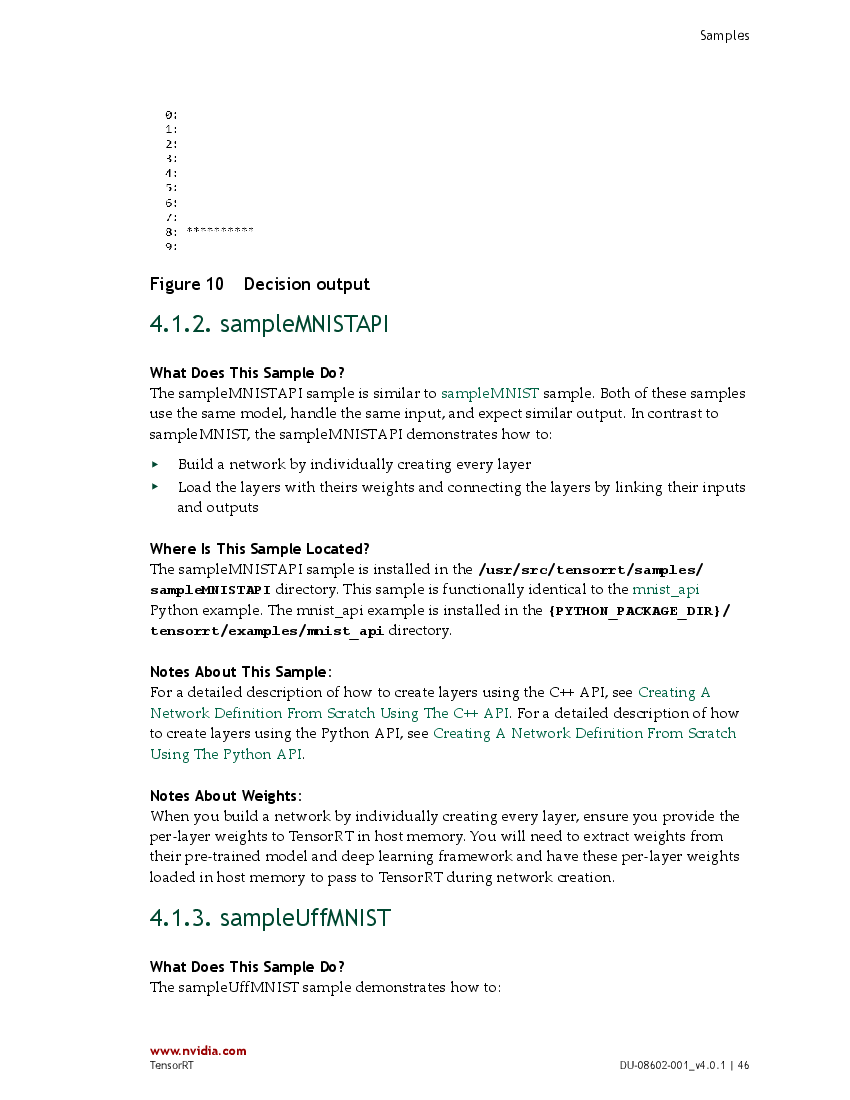 Samples
0:
1:
2:
3:
4:
5:
6:
7:
8: **********
9:
Figure 10 Decision output
4.1.2. sampleMNISTAPI
What Does This Sample Do?
The sampleMNISTAPI sample is similar to sampleMNIST sample. Both of these samples
use the same model, handle the same input, and expect similar output. In contrast to
sampleMNIST, the sampleMNISTAPI demonstrates how to:
▸ Build a network by individually creating every layer
▸ Load the layers with theirs weights and connecting the layers by linking their inputs
and outputs
Where Is This Sample Located?
The sampleMNISTAPI sample is installed in the /usr/src/tensorrt/samples/
sampleMNISTAPI directory. This sample is functionally identical to the mnist_api
Python example. The mnist_api example is installed in the {PYTHON_PACKAGE_DIR}/
tensorrt/examples/mnist_api directory.
Notes About This Sample:
For a detailed description of how to create layers using the C++ API, see Creating A
Network Definition From Scratch Using The C++ API. For a detailed description of how
to create layers using the Python API, see Creating A Network Definition From Scratch
Using The Python API.
Notes About Weights:
When you build a network by individually creating every layer, ensure you provide the
per-layer weights to TensorRT in host memory. You will need to extract weights from
their pre-trained model and deep learning framework and have these per-layer weights
loaded in host memory to pass to TensorRT during network creation.
4.1.3. sampleUffMNIST
What Does This Sample Do?
The sampleUffMNIST sample demonstrates how to:
www.nvidia.com
TensorRT DU-08602-001_v4.0.1 | 46